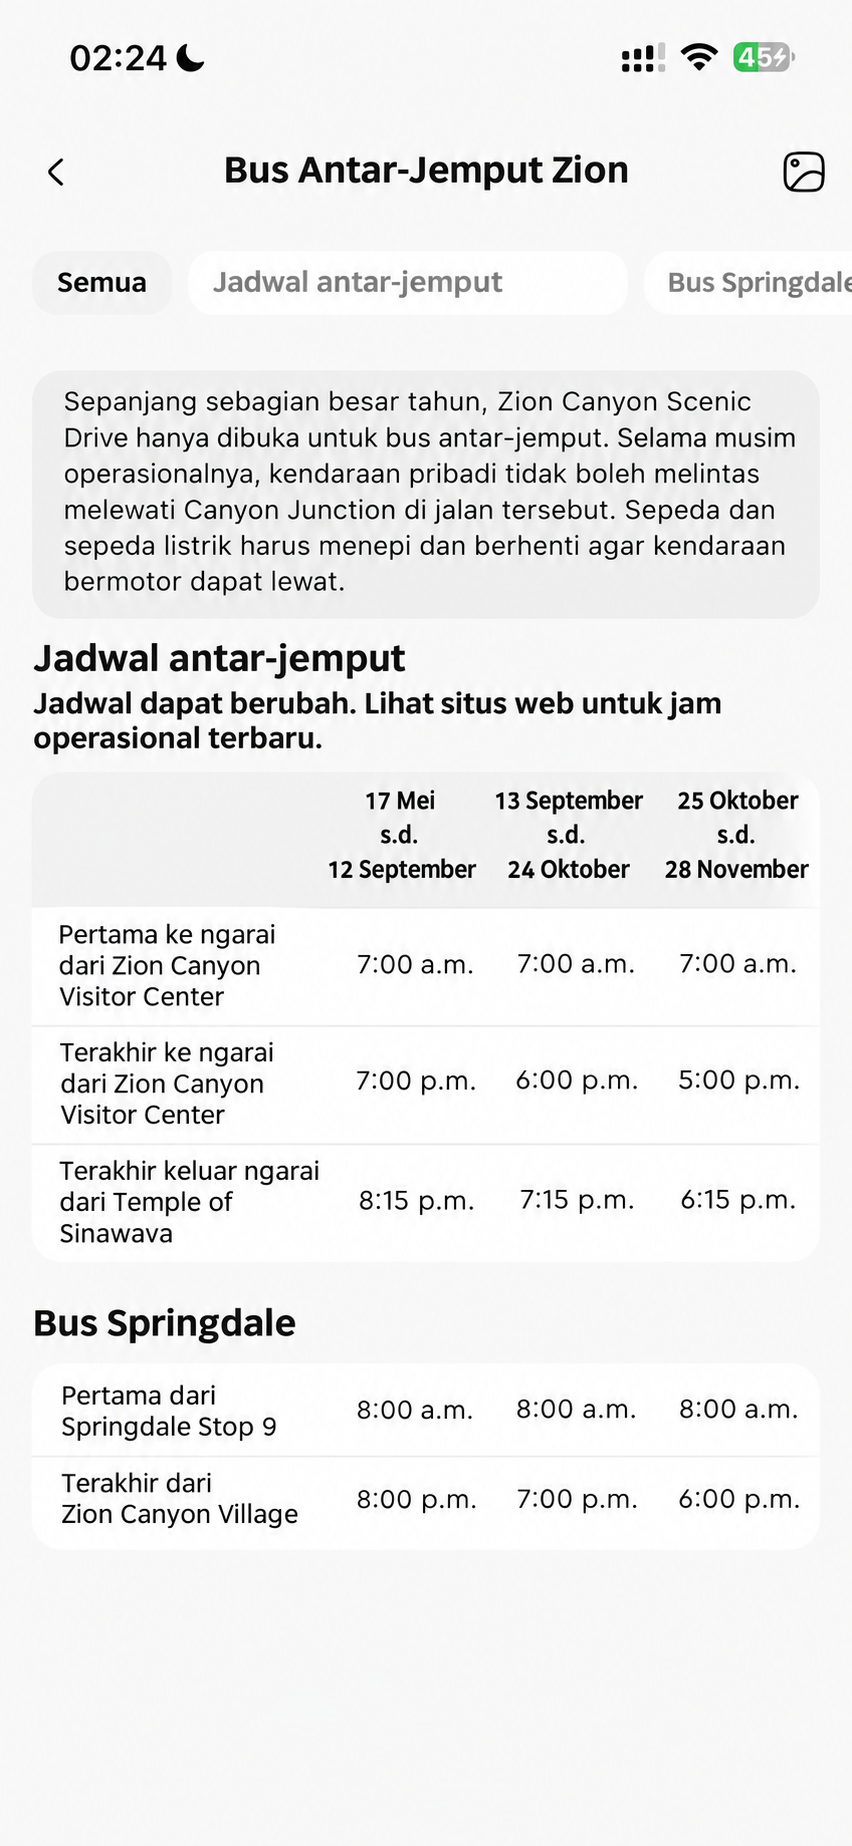 02:24
45
Bus Antar-Jemput Zion
Semua
Jadwal antar-jemput
Bus Springdale
Sepanjang sebagian besar tahun, Zion Canyon Scenic
Drive hanya dibuka untuk bus antar-jemput. Selama musim
operasionalnya, kendaraan pribadi tidak boleh melintas
melewati Canyon Junction di jalan tersebut. Sepeda dan
sepeda listrik harus menepi dan berhenti agar kendaraan
bermotor dapat lewat.
Jadwal antar-jemput
Jadwal dapat berubah. Lihat situs web untuk jam
operasional terbaru.
17 Mei s.d. 12 September
13 September s.d. 24 Oktober
25 Oktober s.d. 28 November
Pertama ke ngarai
dari Zion Canyon
Visitor Center
7:00 a.m. 7:00 a.m. 7:00 a.m.
Terakhir ke ngarai
dari Zion Canyon
Visitor Center
7:00 p.m. 6:00 p.m. 5:00 p.m.
Terakhir keluar ngarai
dari Temple of
Sinawava
8:15 p.m. 7:15 p.m. 6:15 p.m.
Bus Springdale
Pertama dari
Springdale Stop 9
8:00 a.m. 8:00 a.m. 8:00 a.m.
Terakhir dari
Zion Canyon Village
8:00 p.m. 7:00 p.m. 6:00 p.m.